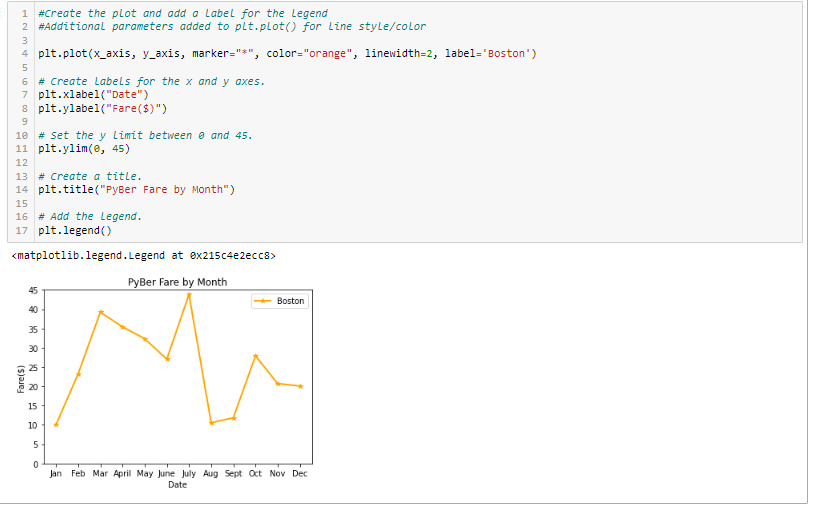 1 #Create the plot and add a label for the legend
2 #Additional parameters added to plt.plot() for line style/color
3
4 plt.plot(x_axis, y_axis, marker="*", color="orange", linewidth=2, label='Boston')
5
6 # Create labels for the x and y axes.
7 plt.xlabel("Date")
8 plt.ylabel("Fare($)")
9
10 # Set the y limit between 0 and 45.
11 plt.ylim(0, 45)
12
13 # Create a title.
14 plt.title("PyBer Fare by Month")
15
16 # Add the legend.
17 plt.legend()
<matplotlib.legend.Legend at 0x215c4e2ecc8>
PyBer Fare by Month
Boston
45
40
35
30
25
20
15
10
5
0
Fare($)
Jan Feb Mar April May June July Aug Sept Oct Nov Dec
Date